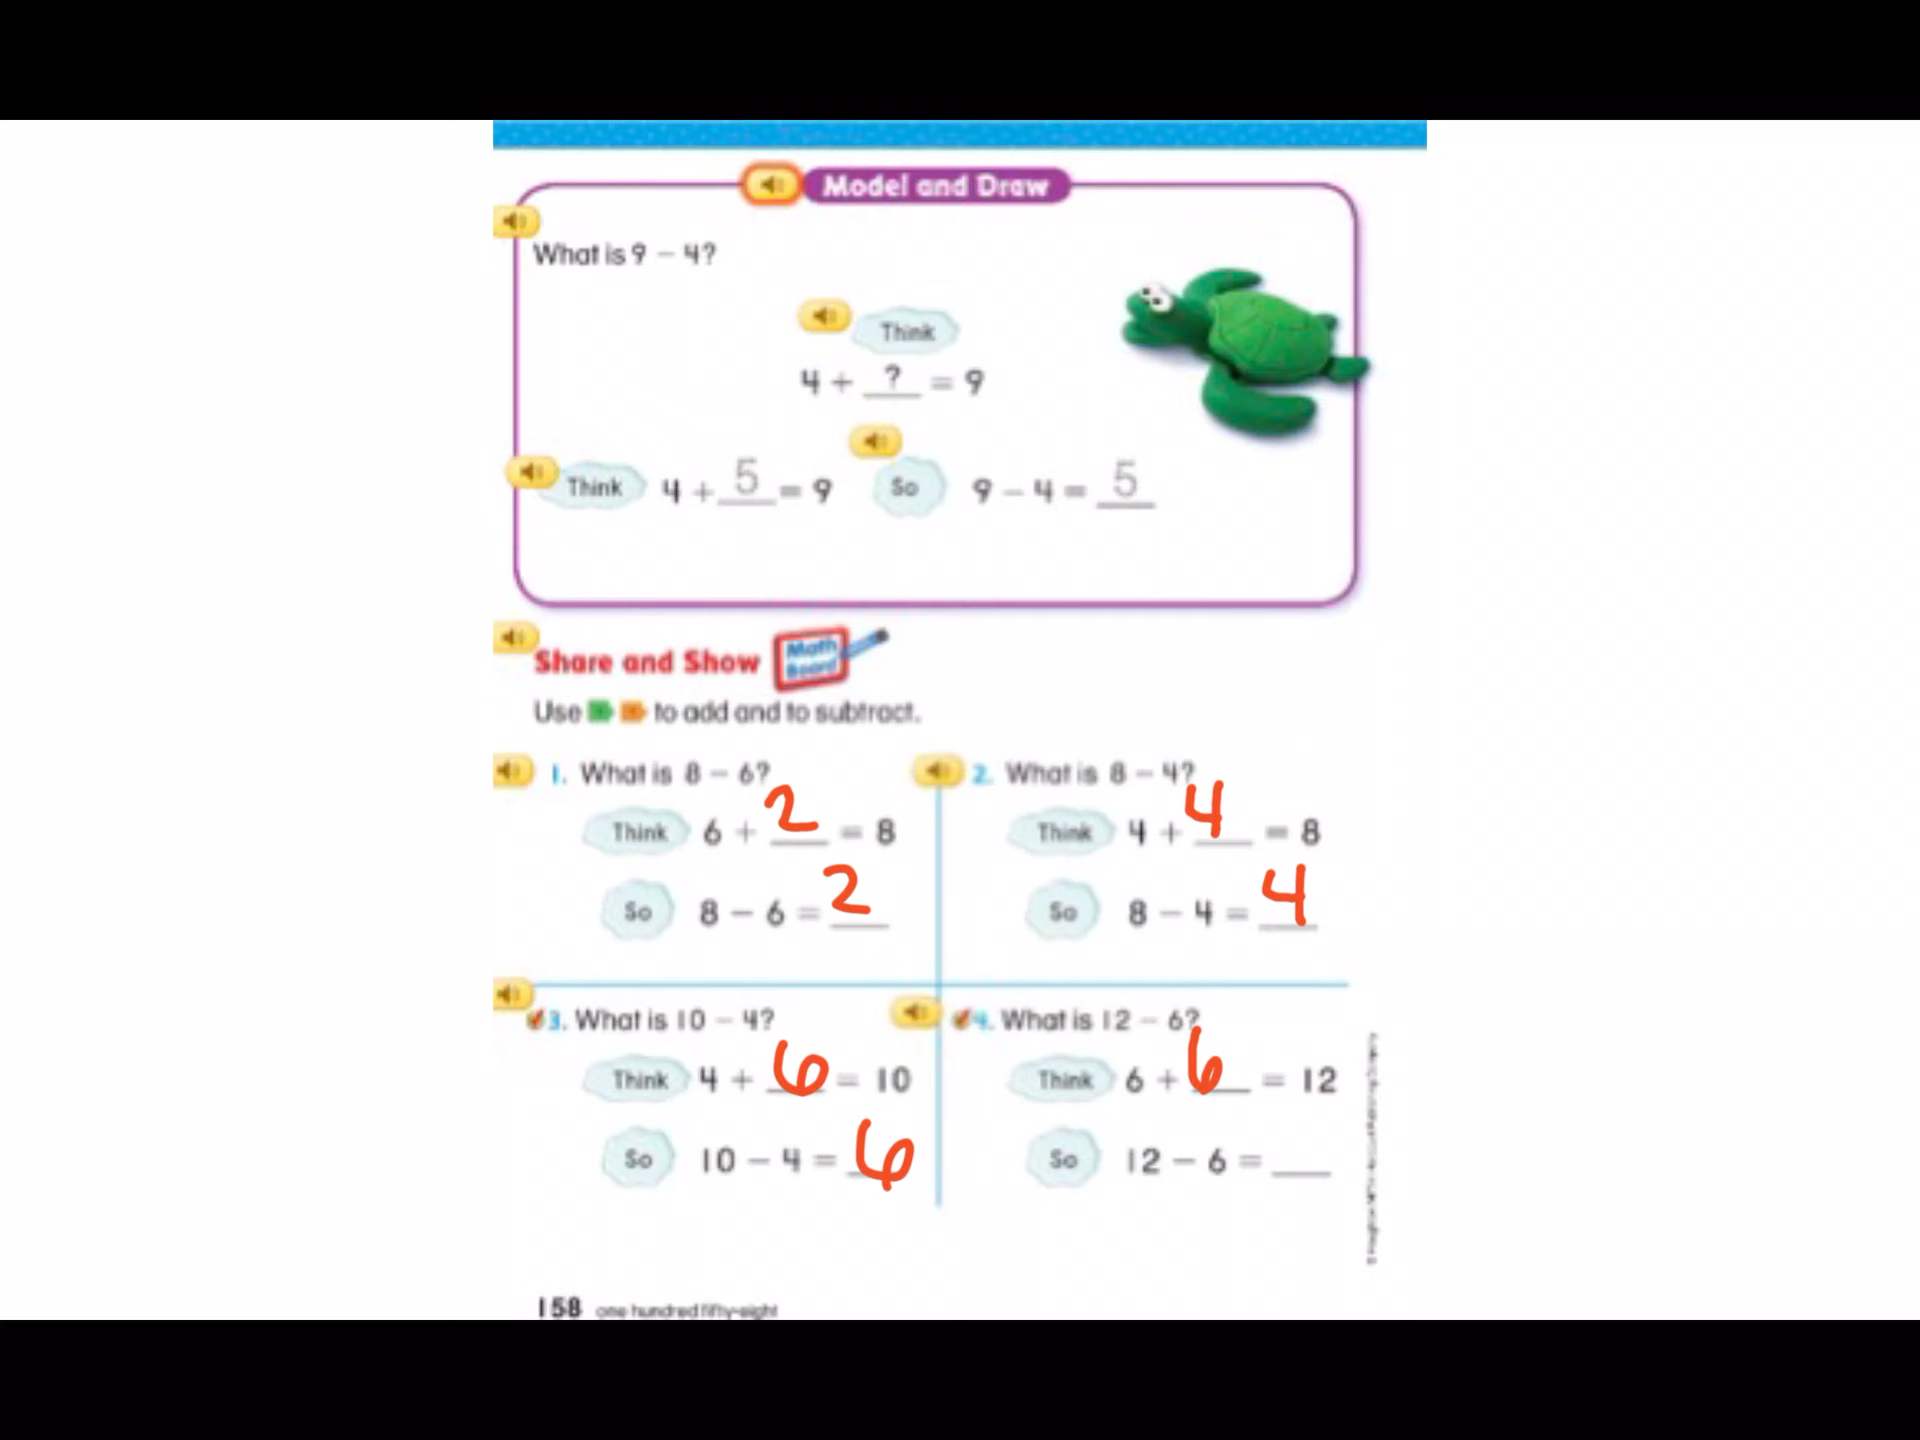 Model and Draw
What is 9 − 4?
Think
4 + ? = 9
Think 4 + 5 = 9 So 9 − 4 = 5
Share and Show Math Board
Use to add and to subtract.
1. What is 8 − 6?
Think 6 + 2 = 8
So 8 − 6 = 2
2. What is 8 − 4?
Think 4 + 4 = 8
So 8 − 4 = 4
3. What is 10 − 4?
Think 4 + 6 = 10
So 10 − 4 = 6
4. What is 12 − 6?
Think 6 + 6 = 12
So 12 − 6 = __
158 one hundred fifty-eight